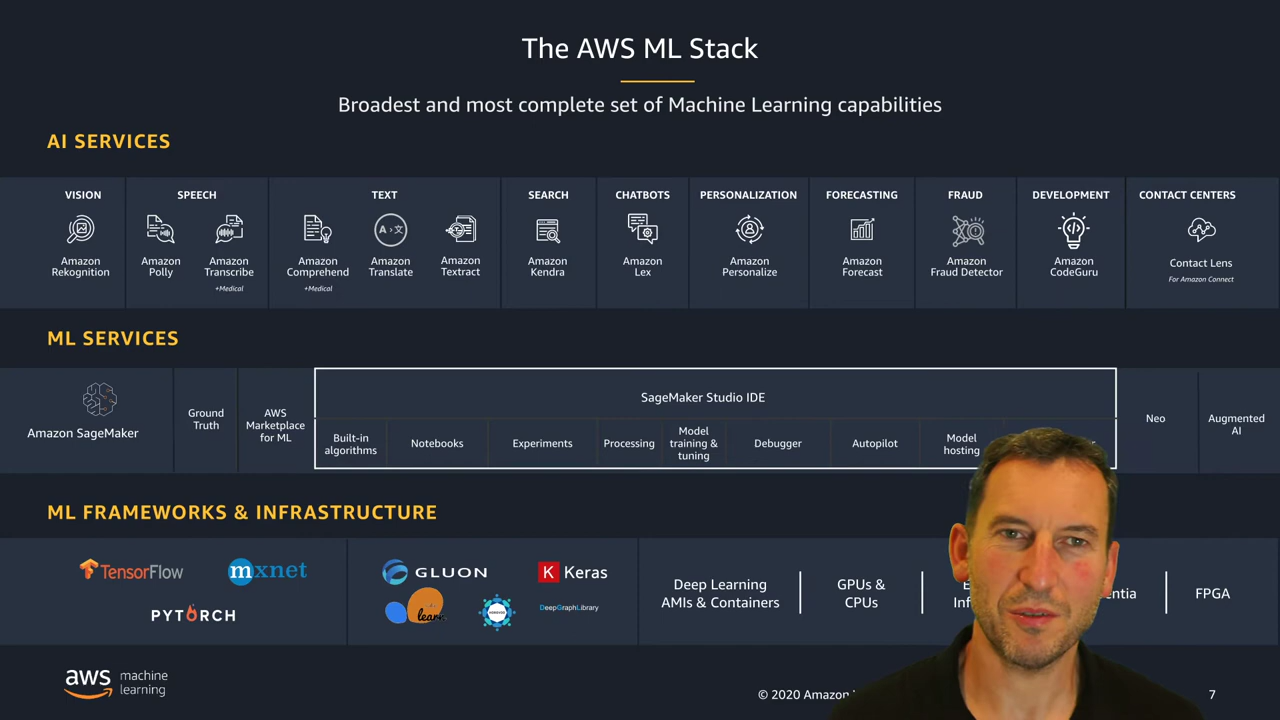 The AWS ML Stack
Broadest and most complete set of Machine Learning capabilities
AI SERVICES
VISION
SPEECH
TEXT
SEARCH
CHATBOTS
PERSONALIZATION
FORECASTING
FRAUD
DEVELOPMENT
CONTACT CENTERS
Amazon
Rekognition
Amazon
Polly
Amazon
Transcribe
+Medical
Amazon
Comprehend
+Medical
A > 文
Amazon
Translate
Amazon
Textract
Amazon
Kendra
Amazon
Lex
Amazon
Personalize
Amazon
Forecast
Amazon
Fraud Detector
Amazon
CodeGuru
Contact Lens
For Amazon Connect
ML SERVICES
Amazon SageMaker
Ground
Truth
AWS
Marketplace
for ML
SageMaker Studio IDE
Built-in
algorithms
Notebooks
Experiments
Processing
Model
training &
tuning
Debugger
Autopilot
Model
hosting
Neo
Augmented
AI
ML FRAMEWORKS & INFRASTRUCTURE
TensorFlow
mxnet
PYTORCH
GLUON
K Keras
learn
HOROVOD
DeepGraphLibrary
Deep Learning
AMIs & Containers
GPUs &
CPUs
FPGA
aws machine
learning
© 2020 Amazon
7